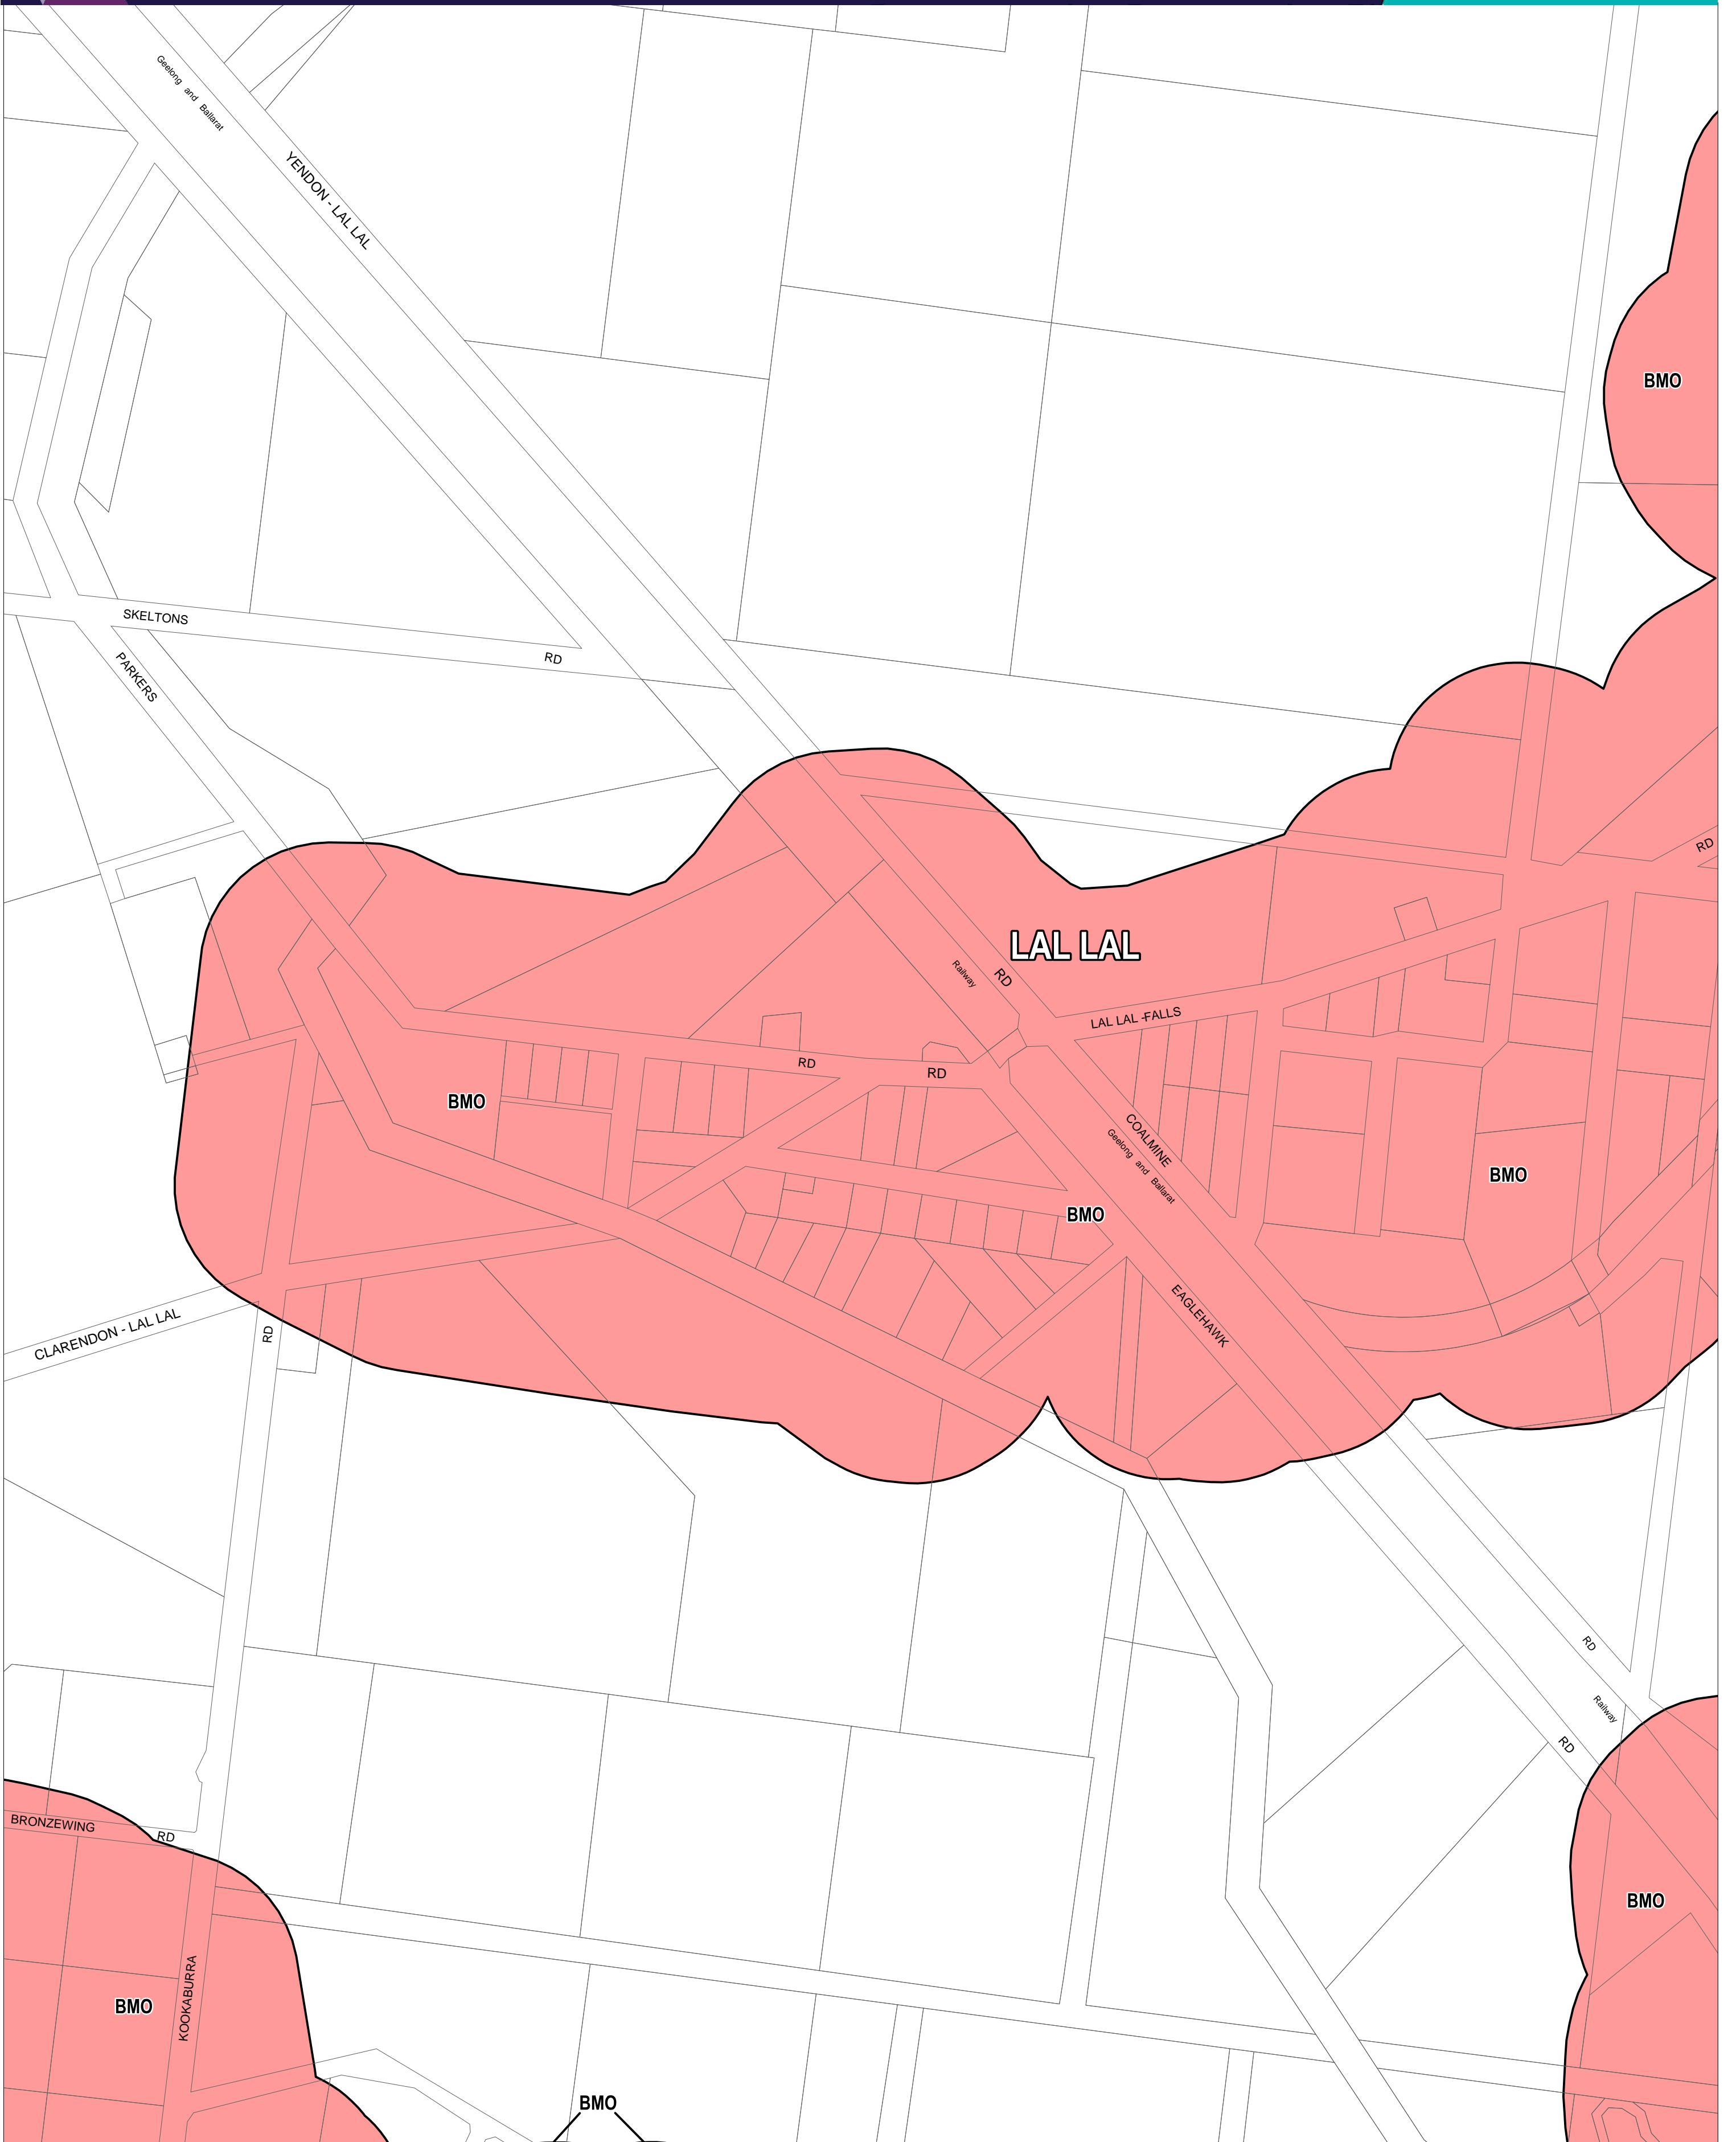 Geelong and Ballarat
YENDON - LAL LAL
BMO
SKELTONS
RD
PARKERS
RD
LAL LAL
Railway
RD
LAL LAL -FALLS
RD
RD
BMO
COALMINE
Geelong and Ballarat
BMO
BMO
EAGLEHAWK
CLARENDON - LAL LAL
RD
RD
Railway
RD
BRONZEWING
RD
BMO
KOOKABURRA
BMO
BMO